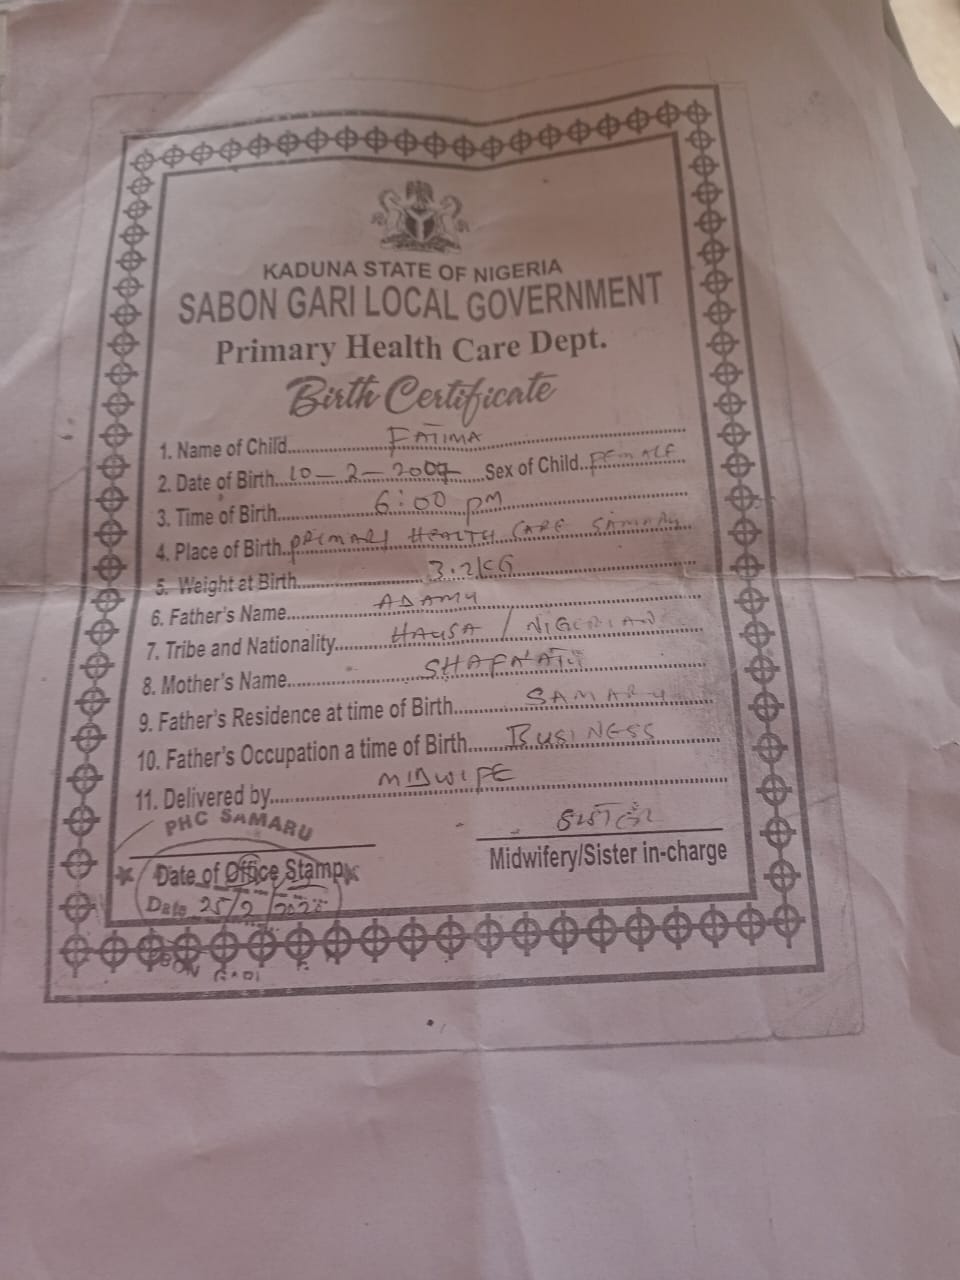 KADUNA STATE OF NIGERIA
SABON GARI LOCAL GOVERNMENT
Primary Health Care Dept.
Birth Certificate
1. Name of Child..........FATIMA..........
2. Date of Birth..10-2-2009..Sex of Child..FEMALE..
3. Time of Birth..........6:00 PM..........
4. Place of Birth..PRIMARY HEALTH CARE SAMARU..
5. Weight at Birth..........3.2KG..........
6. Father's Name..........ADAMU..........
7. Tribe and Nationality..........HAUSA / NIGERIAN..........
8. Mother's Name..........SHAFA'ATU..........
9. Father's Residence at time of Birth..........SAMARU..........
10. Father's Occupation a time of Birth..........BUSINESS..........
11. Delivered by..........MIDWIFE..........
PHC SAMARU
Date of Office Stamp
Midwifery/Sister in-charge
Date 25/2/